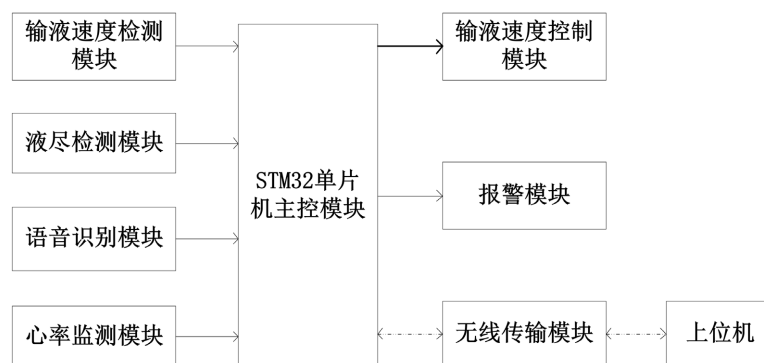 输液速度检测
模块
液尽检测模块
语音识别模块
心率监测模块
STM32单片
机主控模块
输液速度控制
模块
报警模块
无线传输模块
上位机